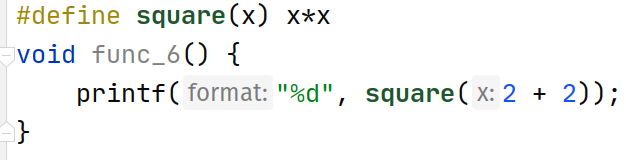 #define square(x) x*x
void func_6() {
    printf( format: "%d", square( x: 2 + 2));
}